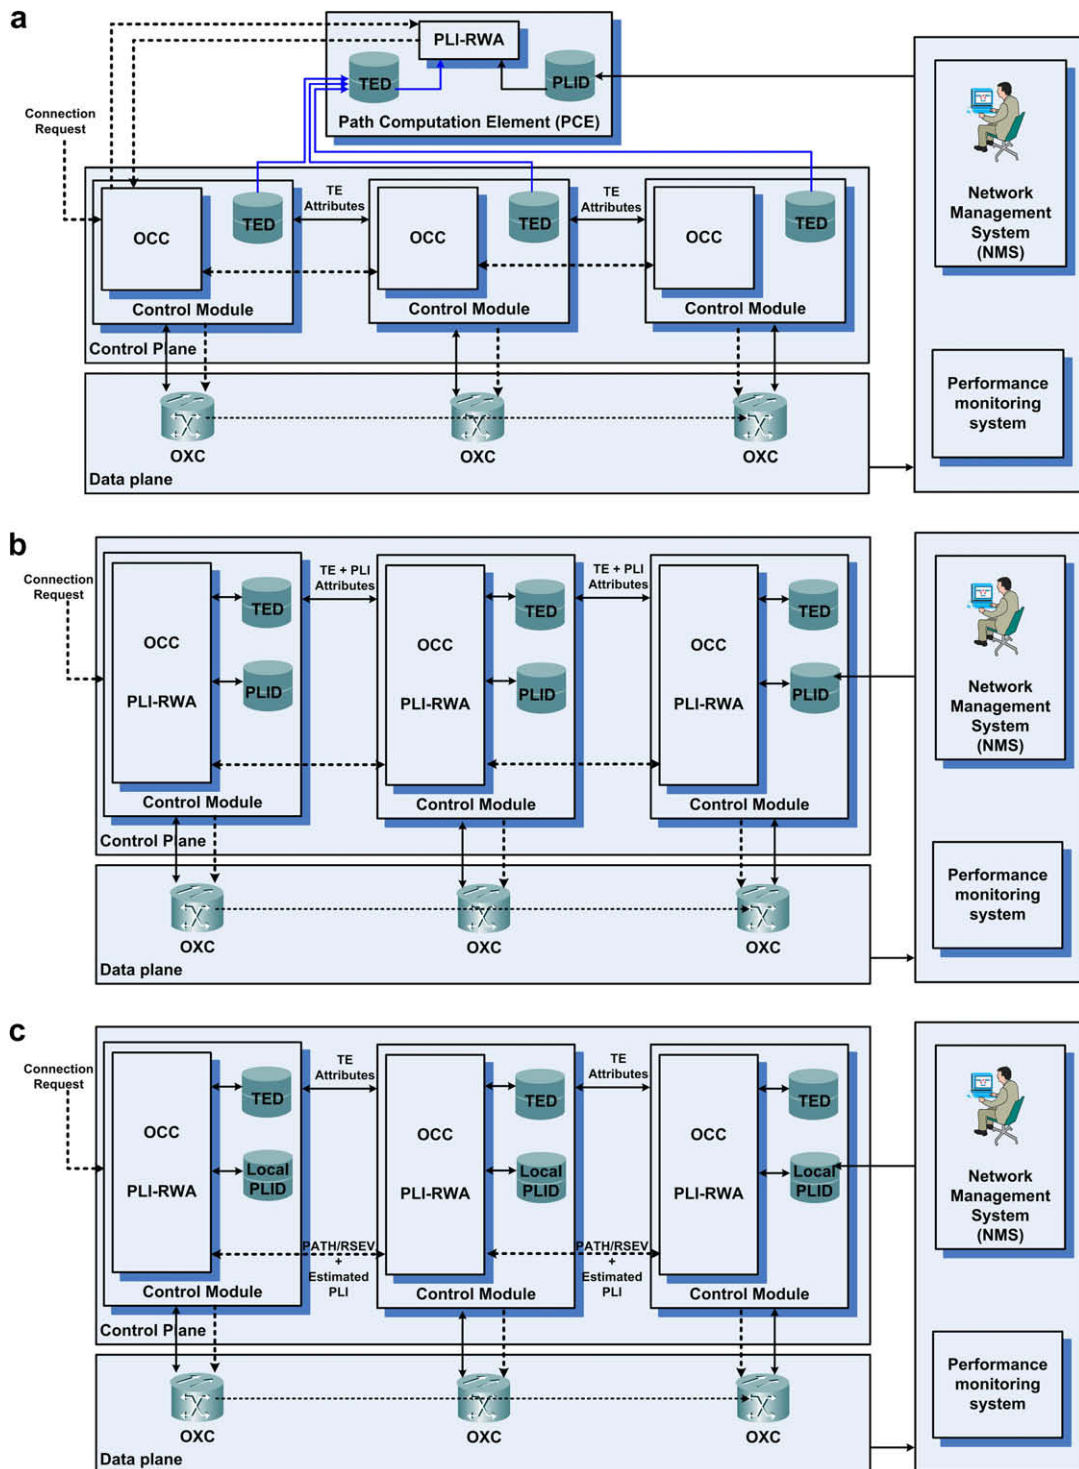 a
PLI-RWA
TED
PLID
Path Computation Element (PCE)
Connection
Request
TE
Attributes
TE
Attributes
OCC
TED
OCC
TED
OCC
TED
Control Module
Control Module
Control Module
Control Plane
OXC
OXC
OXC
Data plane
Network
Management
System
(NMS)
Performance
monitoring
system
b
Connection
Request
TE + PLI
Attributes
TE + PLI
Attributes
OCC
PLI-RWA
TED
PLID
OCC
PLI-RWA
TED
PLID
OCC
PLI-RWA
TED
PLID
Control Module
Control Module
Control Module
Control Plane
OXC
OXC
OXC
Data plane
Network
Management
System
(NMS)
Performance
monitoring
system
c
Connection
Request
TE
Attributes
TE
Attributes
OCC
PLI-RWA
TED
Local
PLID
OCC
PLI-RWA
TED
Local
PLID
OCC
PLI-RWA
TED
Local
PLID
PATH/RSEV
+
Estimated
PLI
PATH/RSEV
+
Estimated
PLI
Control Module
Control Module
Control Module
Control Plane
OXC
OXC
OXC
Data plane
Network
Management
System
(NMS)
Performance
monitoring
system